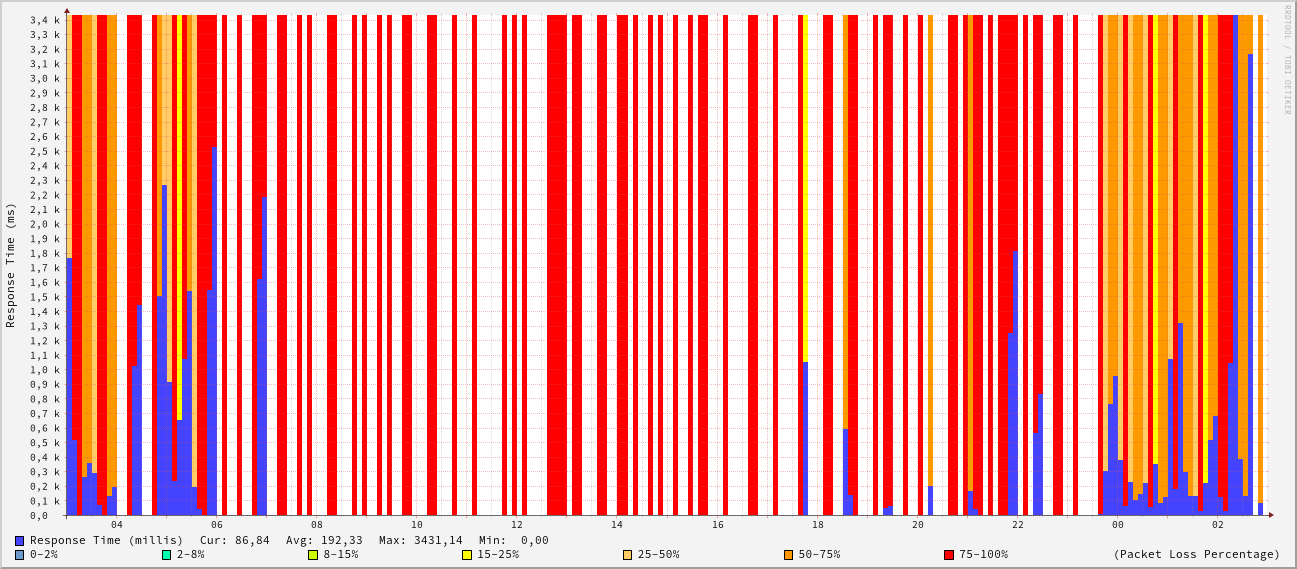 RRDTOOL / TOBI OETIKER
Response Time (ms)
3,4 k
3,3 k
3,2 k
3,1 k
3,0 k
2,9 k
2,8 k
2,7 k
2,6 k
2,5 k
2,4 k
2,3 k
2,2 k
2,1 k
2,0 k
1,9 k
1,8 k
1,7 k
1,6 k
1,5 k
1,4 k
1,3 k
1,2 k
1,1 k
1,0 k
0,9 k
0,8 k
0,7 k
0,6 k
0,5 k
0,4 k
0,3 k
0,2 k
0,1 k
0,0
04 06 08 10 12 14 16 18 20 22 00 02
Response Time (millis) Cur: 86,84 Avg: 192,33 Max: 3431,14 Min: 0,00
0-2% 2-8% 8-15% 15-25% 25-50% 50-75% 75-100% (Packet Loss Percentage)